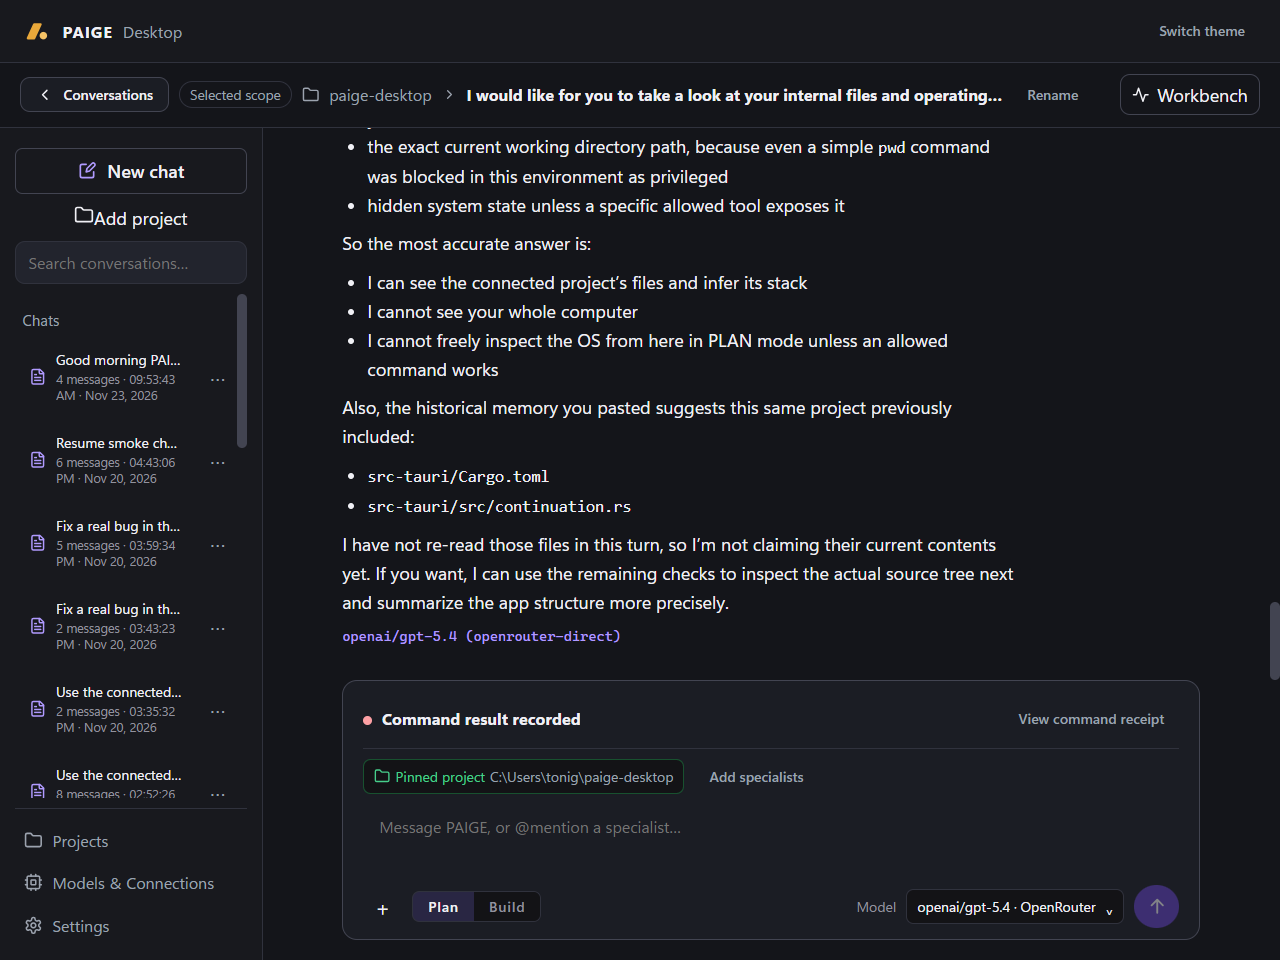 PAIGE Desktop
Switch theme
Conversations
Selected scope
paige-desktop
I would like for you to take a look at your internal files and operating...
Rename
Workbench
New chat
Add project
Search conversations...
Chats
Good morning PAI...
4 messages · 09:53:43
AM · Nov 23, 2026
Resume smoke ch...
6 messages · 04:43:06
PM · Nov 20, 2026
Fix a real bug in th...
5 messages · 03:59:34
PM · Nov 20, 2026
Fix a real bug in th...
2 messages · 03:43:23
PM · Nov 20, 2026
Use the connected...
2 messages · 03:35:32
PM · Nov 20, 2026
Use the connected...
8 messages · 02:52:26
Projects
Models & Connections
Settings
the exact current working directory path, because even a simple pwd command
was blocked in this environment as privileged
hidden system state unless a specific allowed tool exposes it
So the most accurate answer is:
I can see the connected project’s files and infer its stack
I cannot see your whole computer
I cannot freely inspect the OS from here in PLAN mode unless an allowed
command works
Also, the historical memory you pasted suggests this same project previously
included:
src-tauri/Cargo.toml
src-tauri/src/continuation.rs
I have not re-read those files in this turn, so I’m not claiming their current contents
yet. If you want, I can use the remaining checks to inspect the actual source tree next
and summarize the app structure more precisely.
openai/gpt-5.4 (openrouter-direct)
Command result recorded
View command receipt
Pinned project C:\Users\tonig\paige-desktop
Add specialists
Message PAIGE, or @mention a specialist...
+
Plan
Build
Model
openai/gpt-5.4 · OpenRouter